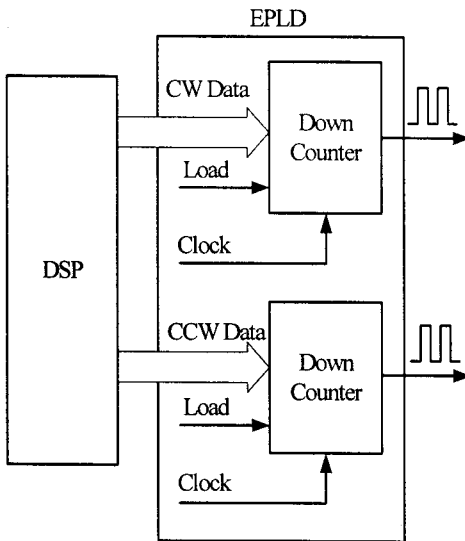 EPLD
CW Data
Down
Counter
Load
Clock
DSP
CCW Data
Down
Counter
Load
Clock